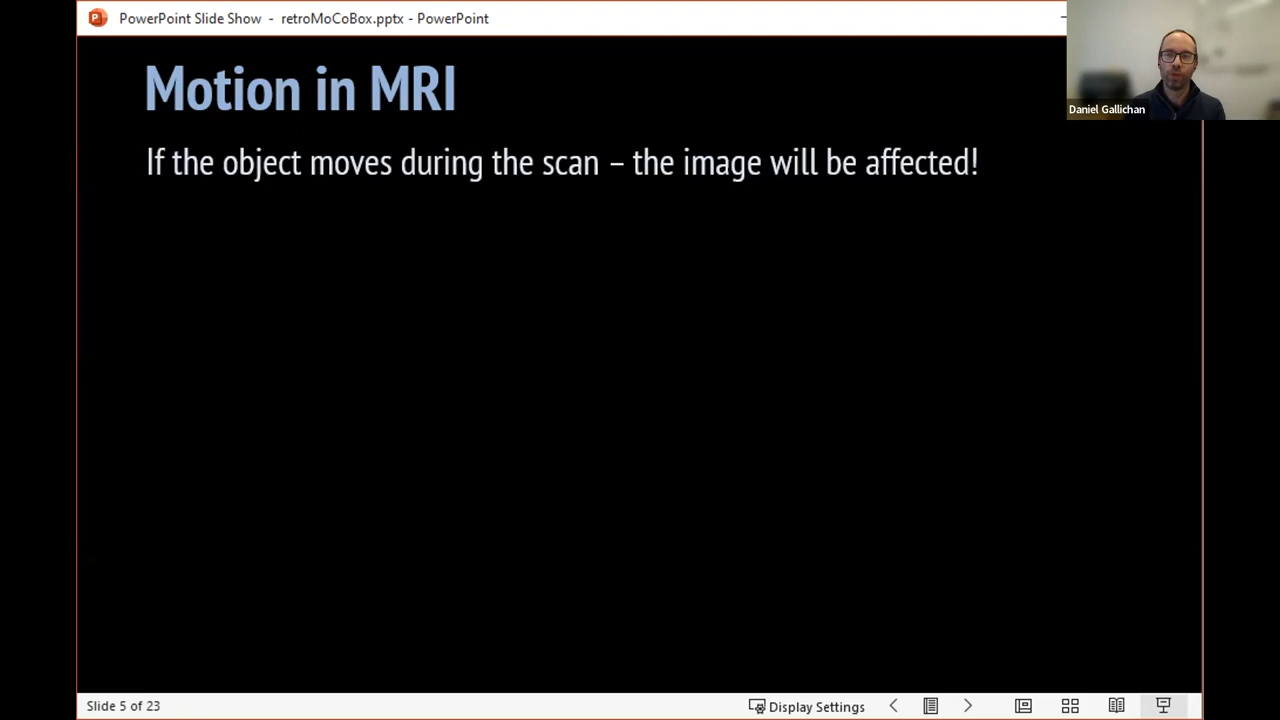 PowerPoint Slide Show - retroMoCoBox.pptx - PowerPoint
Daniel Gallichan
Motion in MRI
If the object moves during the scan – the image will be affected!
Slide 5 of 23
Display Settings